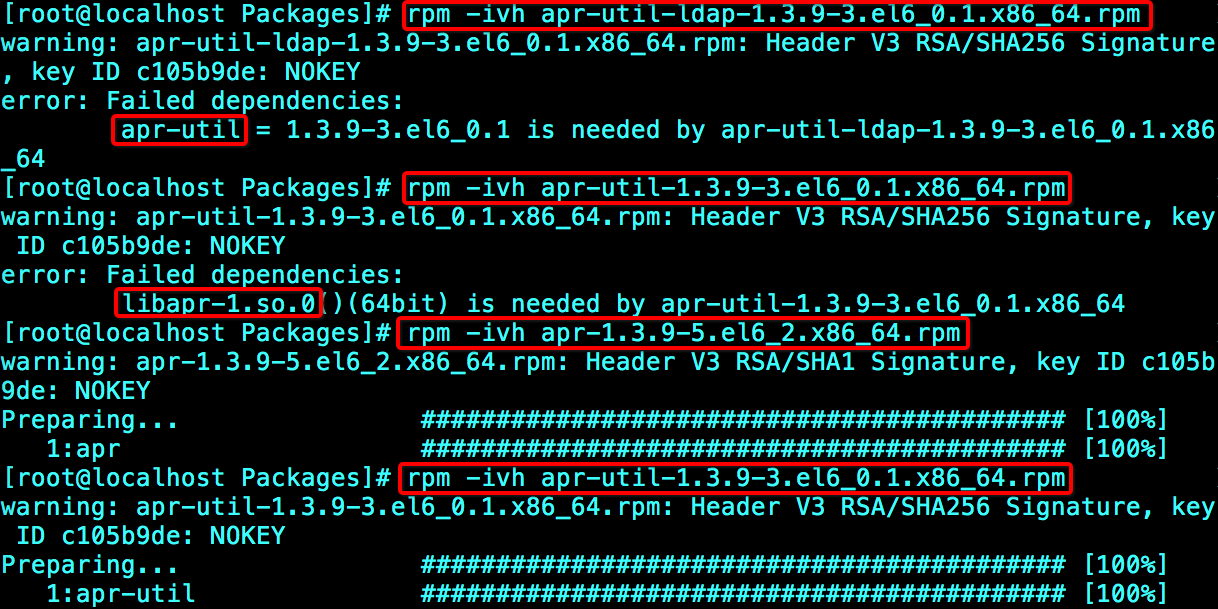 [root@localhost Packages]# rpm -ivh apr-util-ldap-1.3.9-3.el6_0.1.x86_64.rpm
warning: apr-util-ldap-1.3.9-3.el6_0.1.x86_64.rpm: Header V3 RSA/SHA256 Signature
, key ID c105b9de: NOKEY
error: Failed dependencies:
        apr-util = 1.3.9-3.el6_0.1 is needed by apr-util-ldap-1.3.9-3.el6_0.1.x86
_64
[root@localhost Packages]# rpm -ivh apr-util-1.3.9-3.el6_0.1.x86_64.rpm
warning: apr-util-1.3.9-3.el6_0.1.x86_64.rpm: Header V3 RSA/SHA256 Signature, key
 ID c105b9de: NOKEY
error: Failed dependencies:
        libapr-1.so.0()(64bit) is needed by apr-util-1.3.9-3.el6_0.1.x86_64
[root@localhost Packages]# rpm -ivh apr-1.3.9-5.el6_2.x86_64.rpm
warning: apr-1.3.9-5.el6_2.x86_64.rpm: Header V3 RSA/SHA1 Signature, key ID c105b
9de: NOKEY
Preparing...                ########################################### [100%]
   1:apr                    ########################################### [100%]
[root@localhost Packages]# rpm -ivh apr-util-1.3.9-3.el6_0.1.x86_64.rpm
warning: apr-util-1.3.9-3.el6_0.1.x86_64.rpm: Header V3 RSA/SHA256 Signature, key
 ID c105b9de: NOKEY
Preparing...                ########################################### [100%]
   1:apr-util               ########################################### [100%]